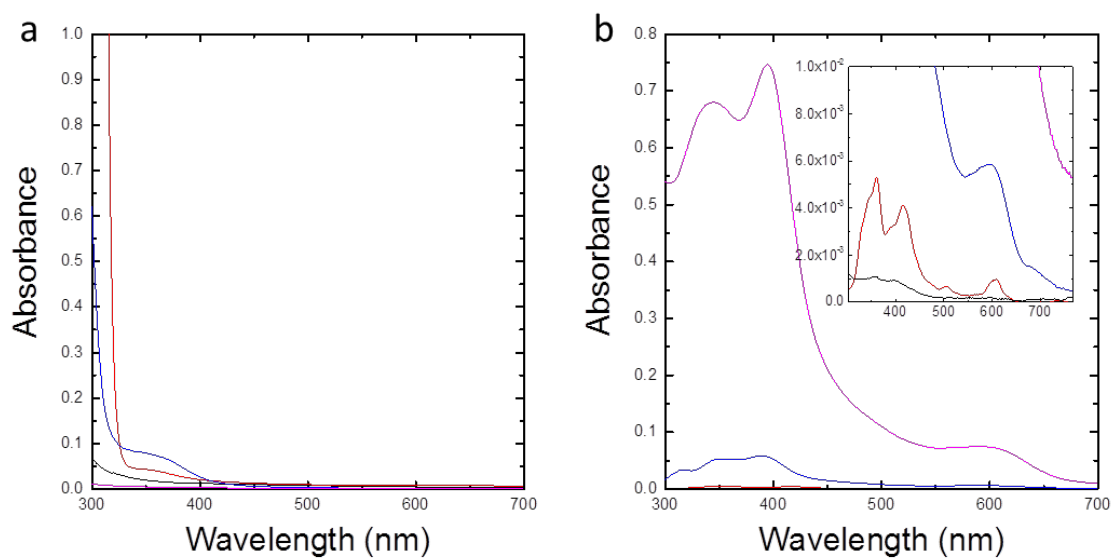 a
1.0
0.9
0.8
0.7
0.6
0.5
0.4
0.3
0.2
0.1
0.0
300 400 500 600 700
Absorbance
Wavelength (nm)
b
0.8
0.7
0.6
0.5
0.4
0.3
0.2
0.1
0.0
300 400 500 600 700
Absorbance
Wavelength (nm)
1.0x10⁻²
8.0x10⁻³
6.0x10⁻³
4.0x10⁻³
2.0x10⁻³
0.0
400 500 600 700